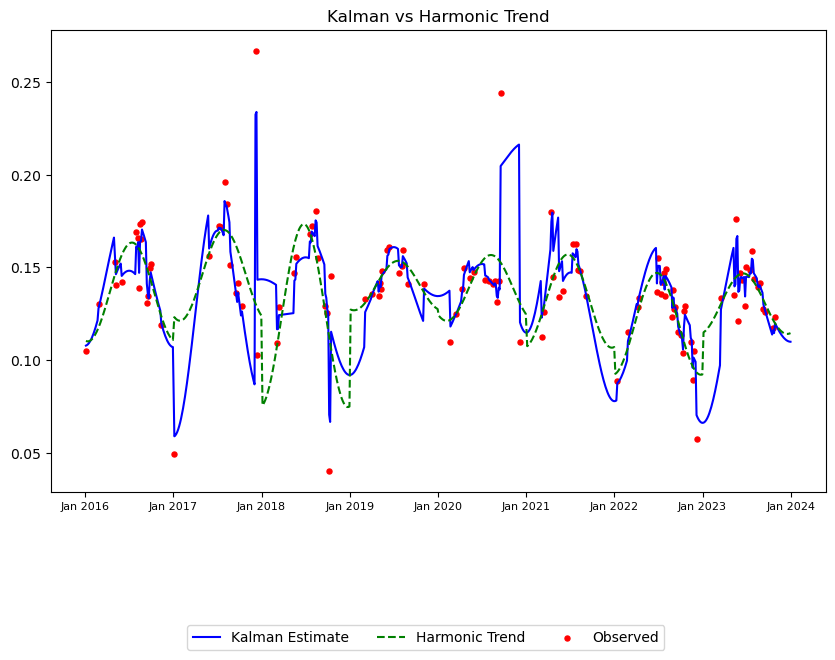 Kalman vs Harmonic Trend
0.25
0.20
0.15
0.10
0.05
Jan 2016 Jan 2017 Jan 2018 Jan 2019 Jan 2020 Jan 2021 Jan 2022 Jan 2023 Jan 2024
Kalman Estimate Harmonic Trend Observed